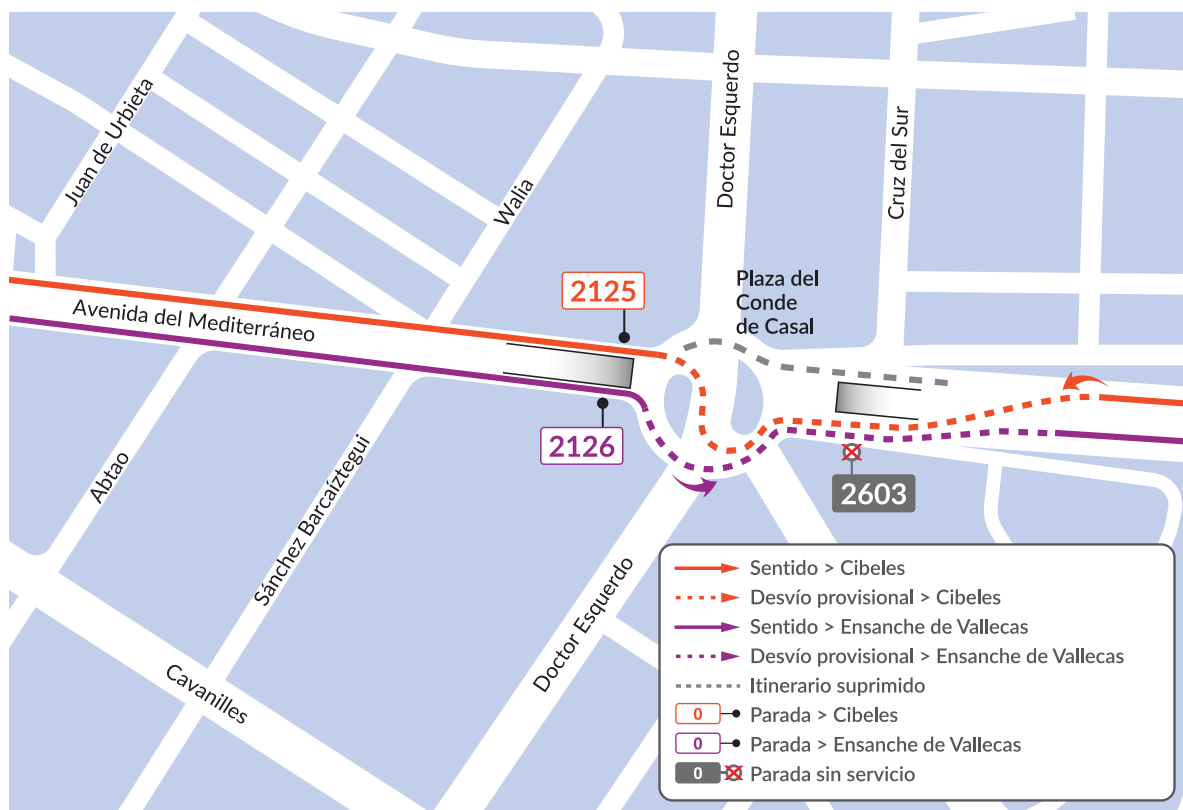 Juan de Urbieta
Walia
Doctor Esquerdo
Cruz del Sur
Plaza del
Conde
de Casal
2125
Avenida del Mediterráneo
2126
2603
Abtao
Sánchez Barcaíztegui
Doctor Esquerdo
Cavanilles
Sentido > Cibeles
Desvío provisional > Cibeles
Sentido > Ensanche de Vallecas
Desvío provisional > Ensanche de Vallecas
Itinerario suprimido
0 Parada > Cibeles
0 Parada > Ensanche de Vallecas
0 Parada sin servicio